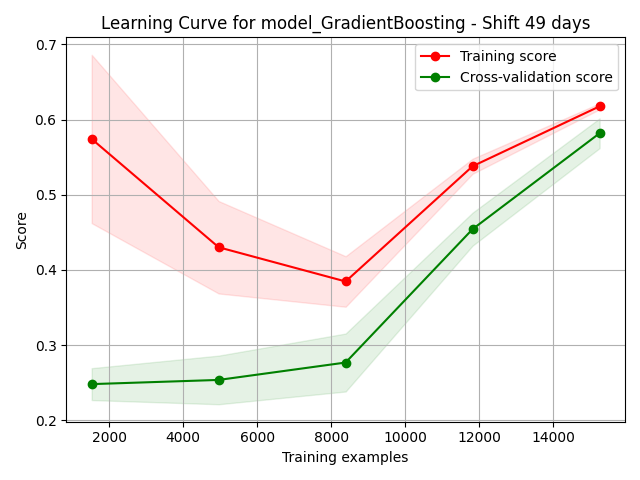 Learning Curve for model_GradientBoosting - Shift 49 days
Training score
Cross-validation score
Score
0.7
0.6
0.5
0.4
0.3
0.2
2000 4000 6000 8000 10000 12000 14000
Training examples